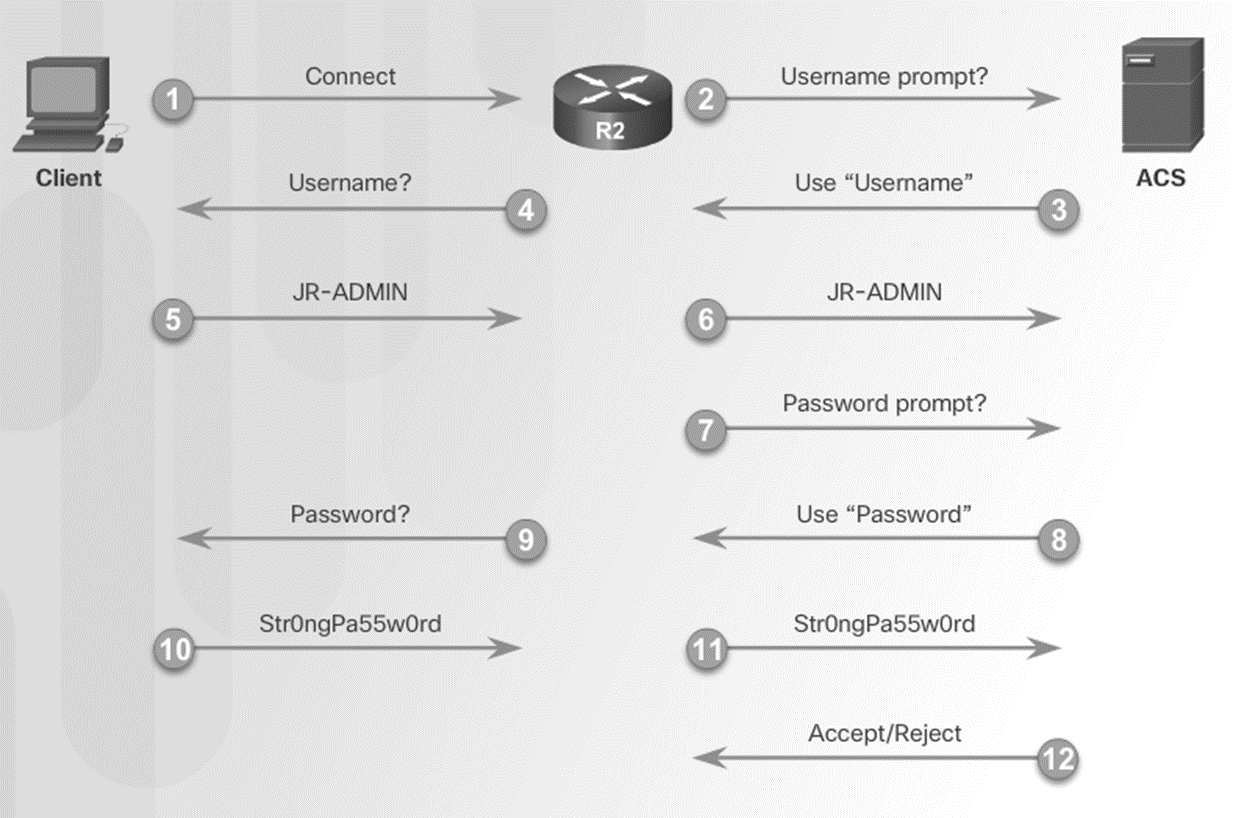 Connect
1
R2
2
Username prompt?
Client
ACS
Username?
4
Use “Username”
3
JR-ADMIN
5
JR-ADMIN
6
Password prompt?
7
Password?
9
Use “Password”
8
Str0ngPa55w0rd
10
Str0ngPa55w0rd
11
Accept/Reject
12